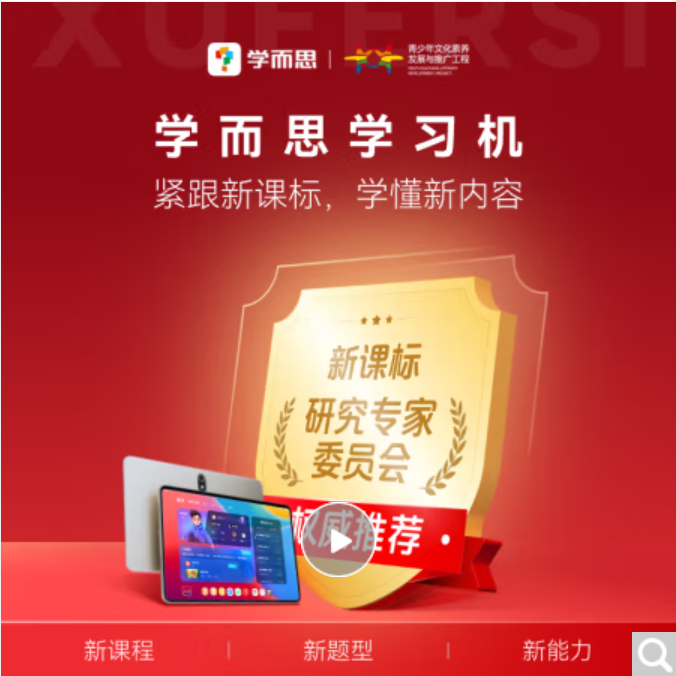 XUEERSI
学而思
青少年文化素养
发展与推广工程
学而思学习机
紧跟新课标，学懂新内容
新课标
研究专家
委员会
权威推荐
新课程 | 新题型 | 新能力